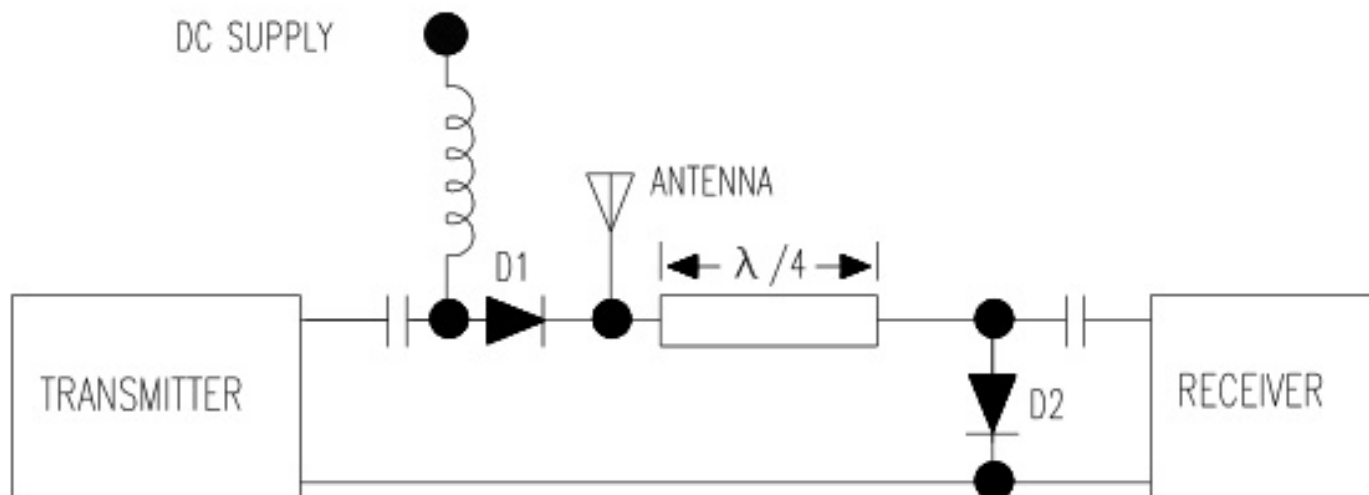 DC SUPPLY
ANTENNA
D1
λ /4
TRANSMITTER
D2
RECEIVER